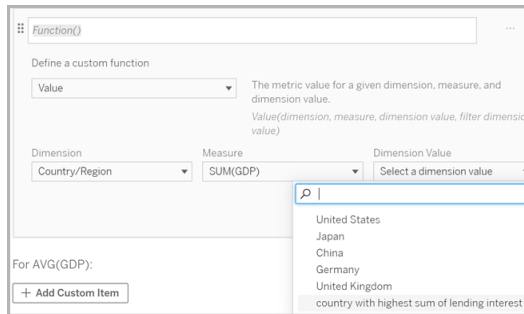 Function()
Define a custom function
Value
The metric value for a given dimension, measure, and
dimension value.
Value(dimension, measure, dimension value, filter
value)
Dimension
Measure
Dimension Value
Country/Region
SUM(GDP)
Select a dimension value
United States
Japan
China
Germany
United Kingdom
country with highest sum of lending interest
For AVG(GDP):
+ Add Custom Item